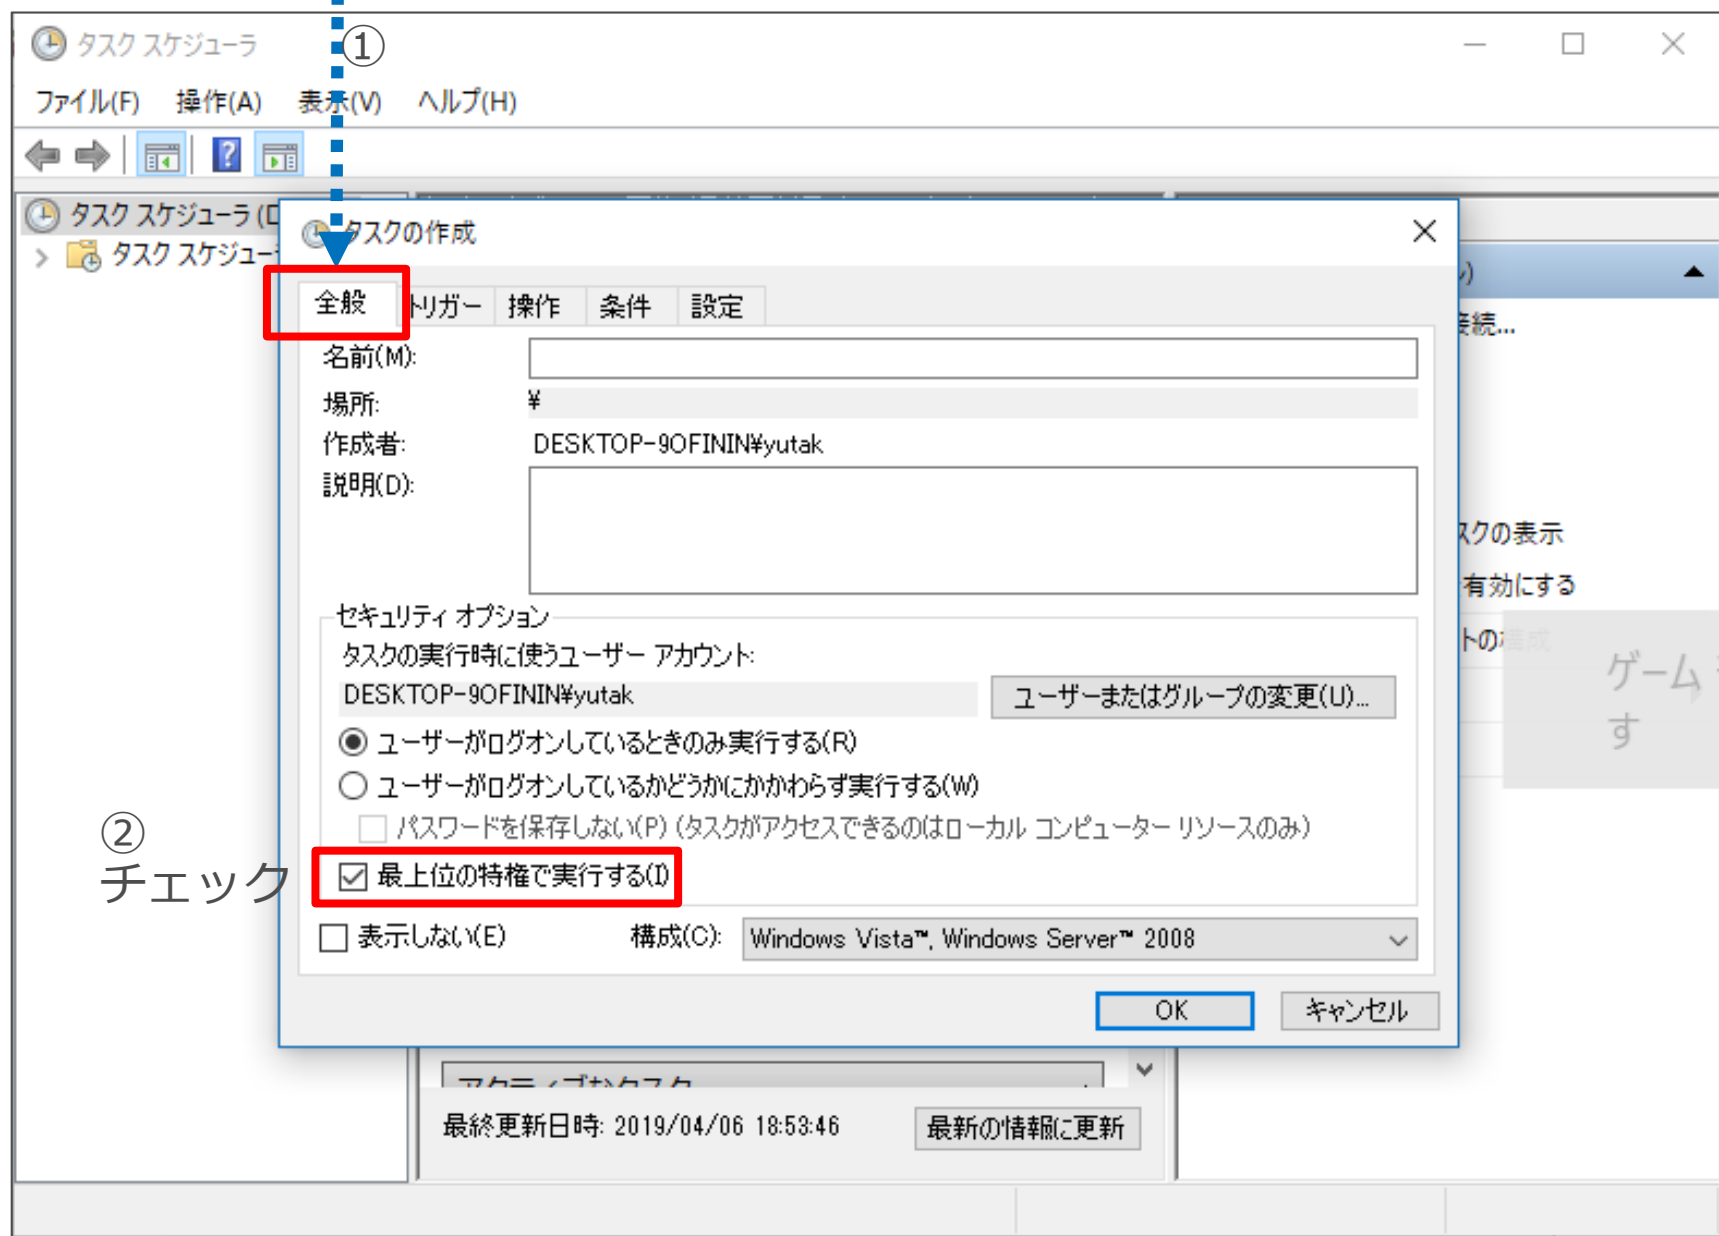 タスク スケジューラ
①
ファイル(F) 操作(A) 表示(V) ヘルプ(H)
タスク スケジューラ (ロ
タスク スケジュー
タスクの作成
全般 トリガー 操作 条件 設定
接続...
名前(M):
場所: ¥
作成者: DESKTOP-9OFININ¥yutak
説明(D):
スクの表示
有効にする
トの構成
セキュリティ オプション
タスクの実行時に使うユーザー アカウント:
DESKTOP-9OFININ¥yutak ユーザーまたはグループの変更(U)...
ゲーム
す
ユーザーがログオンしているときのみ実行する(R)
ユーザーがログオンしているかどうかにかかわらず実行する(W)
パスワードを保存しない(P) (タスクがアクセスできるのはローカル コンピューター リソースのみ)
②
チェック
最上位の特権で実行する(I)
表示しない(E) 構成(C): Windows Vista™, Windows Server™ 2008
OK キャンセル
アクティブなタスク
最終更新日時: 2019/04/06 18:53:46 最新の情報に更新